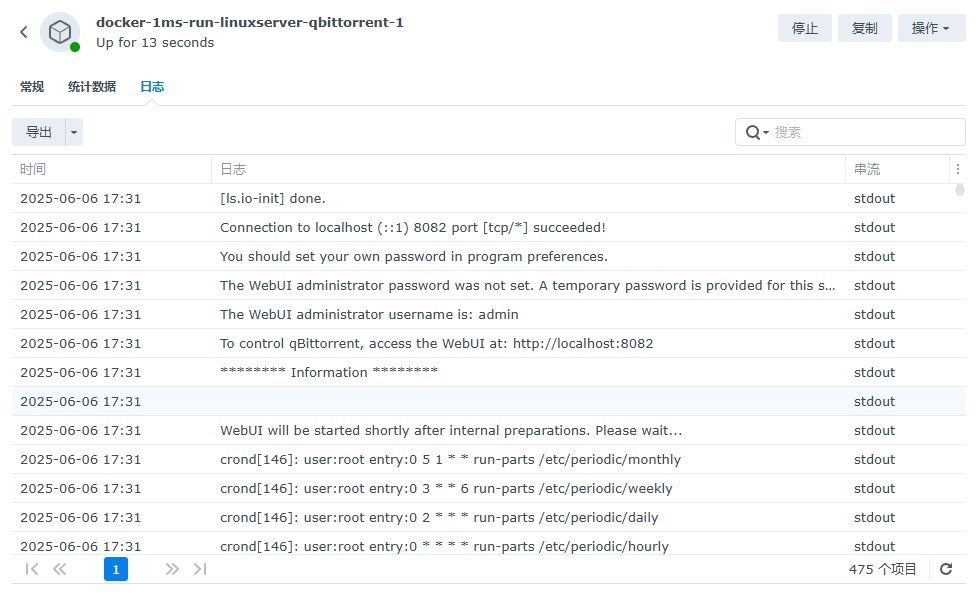 docker-1ms-run-linuxserver-qbittorrent-1
Up for 13 seconds
停止 复制 操作
常规 统计数据 日志
导出 搜索
时间 日志 串流
2025-06-06 17:31 [ls.io-init] done. stdout
2025-06-06 17:31 Connection to localhost (::1) 8082 port [tcp/*] succeeded! stdout
2025-06-06 17:31 You should set your own password in program preferences. stdout
2025-06-06 17:31 The WebUI administrator password was not set. A temporary password is provided for this s... stdout
2025-06-06 17:31 The WebUI administrator username is: admin stdout
2025-06-06 17:31 To control qBittorrent, access the WebUI at: http://localhost:8082 stdout
2025-06-06 17:31 ******** Information ******** stdout
2025-06-06 17:31 stdout
2025-06-06 17:31 WebUI will be started shortly after internal preparations. Please wait... stdout
2025-06-06 17:31 crond[146]: user:root entry:0 5 1 * * run-parts /etc/periodic/monthly stdout
2025-06-06 17:31 crond[146]: user:root entry:0 3 * * 6 run-parts /etc/periodic/weekly stdout
2025-06-06 17:31 crond[146]: user:root entry:0 2 * * * run-parts /etc/periodic/daily stdout
2025-06-06 17:31 crond[146]: user:root entry:0 * * * * run-parts /etc/periodic/hourly stdout
1 475 个项目